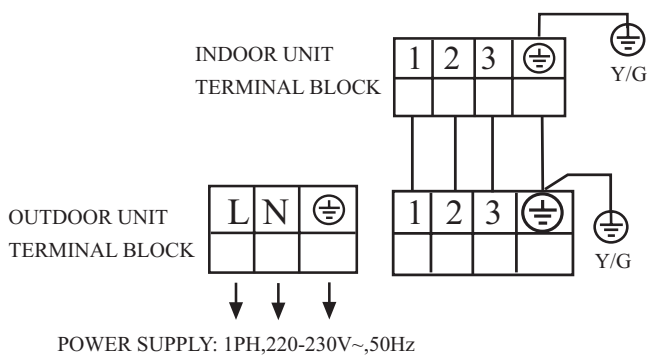 INDOOR UNIT
TERMINAL BLOCK
1 2 3
Y/G
OUTDOOR UNIT
TERMINAL BLOCK
L N
1 2 3
Y/G
POWER SUPPLY: 1PH,220-230V~,50Hz